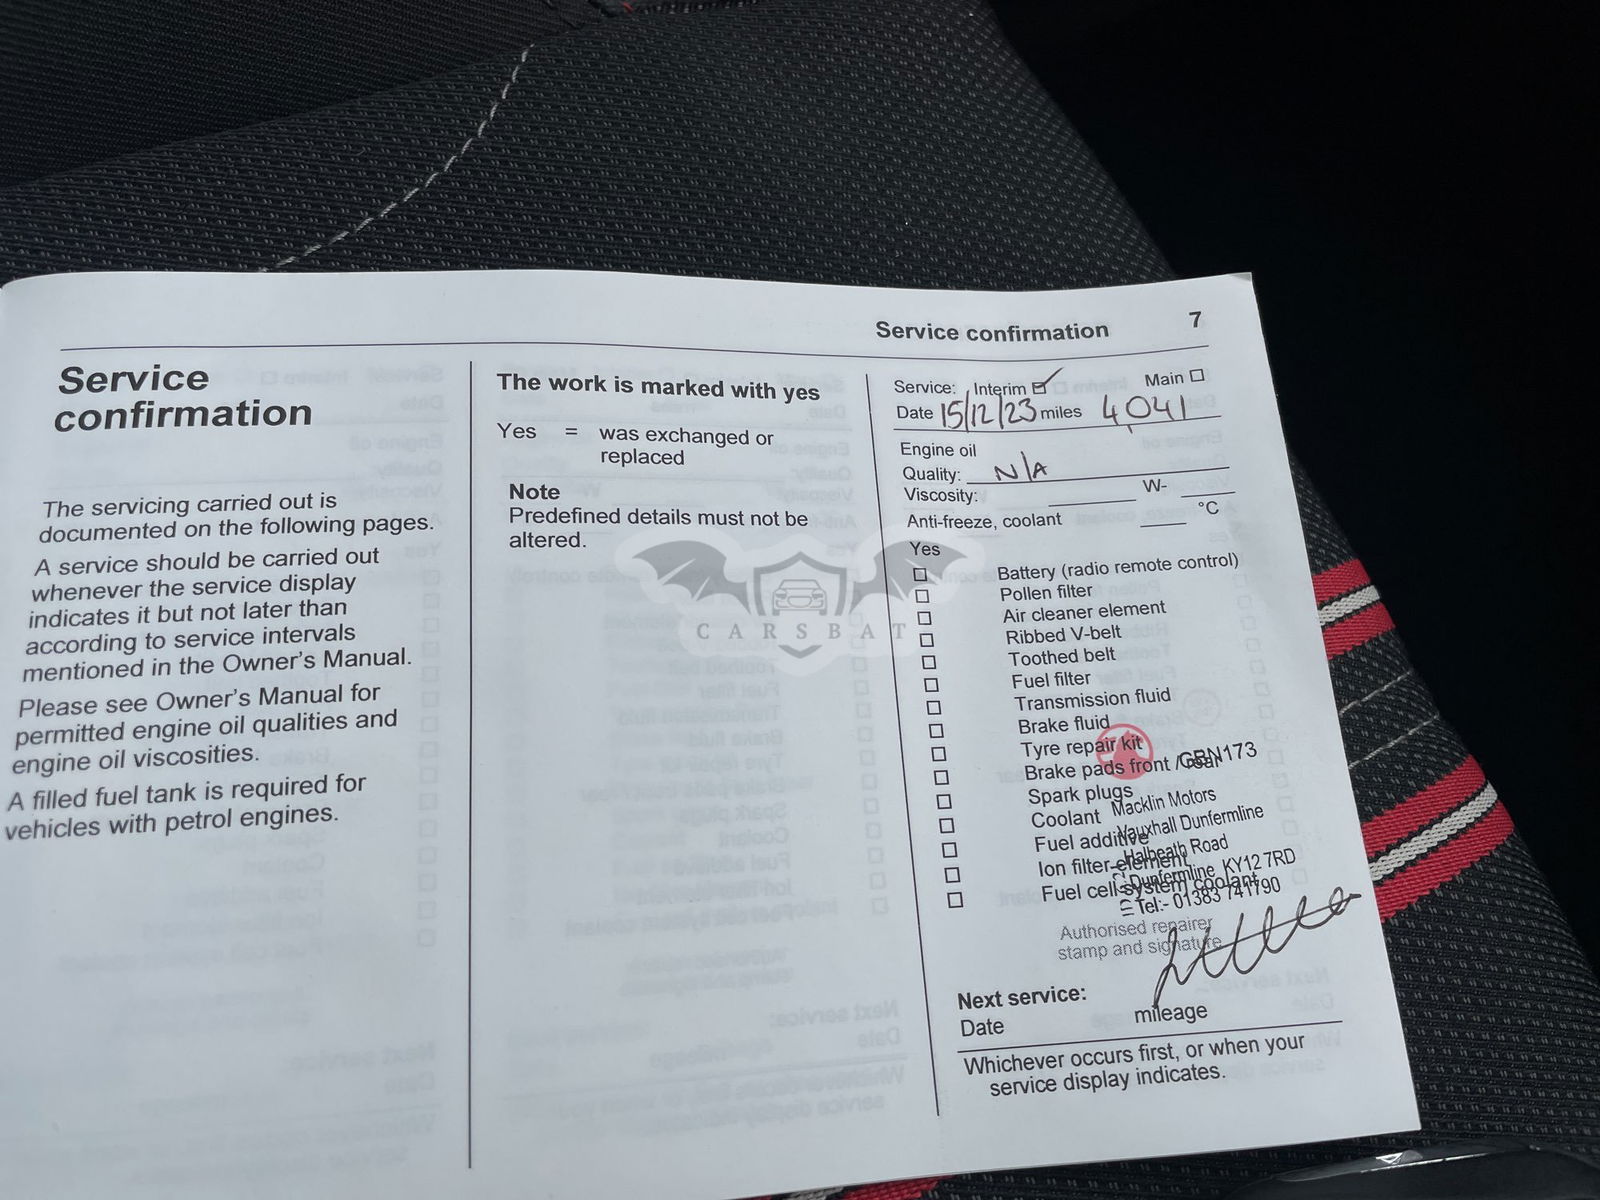 Service confirmation 7
Service
confirmation
The servicing carried out is
documented on the following pages.
A service should be carried out
whenever the service display
indicates it but not later than
according to service intervals
mentioned in the Owner's Manual.
Please see Owner's Manual for
permitted engine oil qualities and
engine oil viscosities.
A filled fuel tank is required for
vehicles with petrol engines.
The work is marked with yes
Yes = was exchanged or
replaced
Note
Predefined details must not be
altered.
CARSBAT
Service: Interim Main
Date 15/12/23 miles 4,041
Engine oil
Quality: N/A
Viscosity: W-
Anti-freeze, coolant °C
Yes
Battery (radio remote control)
Pollen filter
Air cleaner element
Ribbed V-belt
Toothed belt
Fuel filter
Transmission fluid
Brake fluid
Tyre repair kit
Brake pads front / rear
GBN173
Spark plugs
Coolant
Macklin Motors
Fuel additive
Vauxhall Dunfermline
Halbeath Road
Ion filter element
Dunfermline KY12 7RD
Fuel cell system coolant
Tel:- 01383 741790
Authorised repairer
stamp and signature
Next service:
Date mileage
Whichever occurs first, or when your
service display indicates.